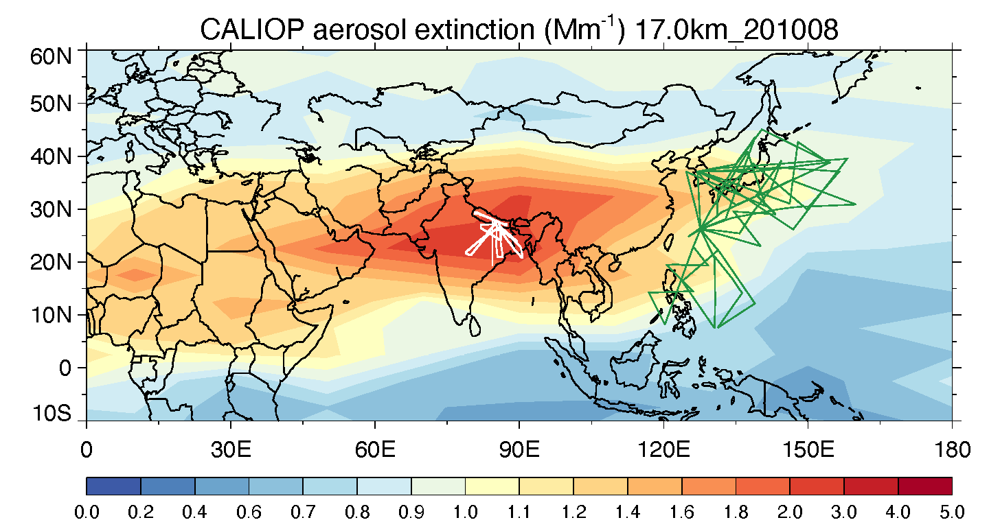 CALIOP aerosol extinction (Mm⁻¹) 17.0km_201008
60N
50N
40N
30N
20N
10N
0
10S
0 30E 60E 90E 120E 150E 180
0.0 0.2 0.4 0.6 0.7 0.8 0.9 1.0 1.1 1.2 1.4 1.6 1.8 2.0 3.0 4.0 5.0